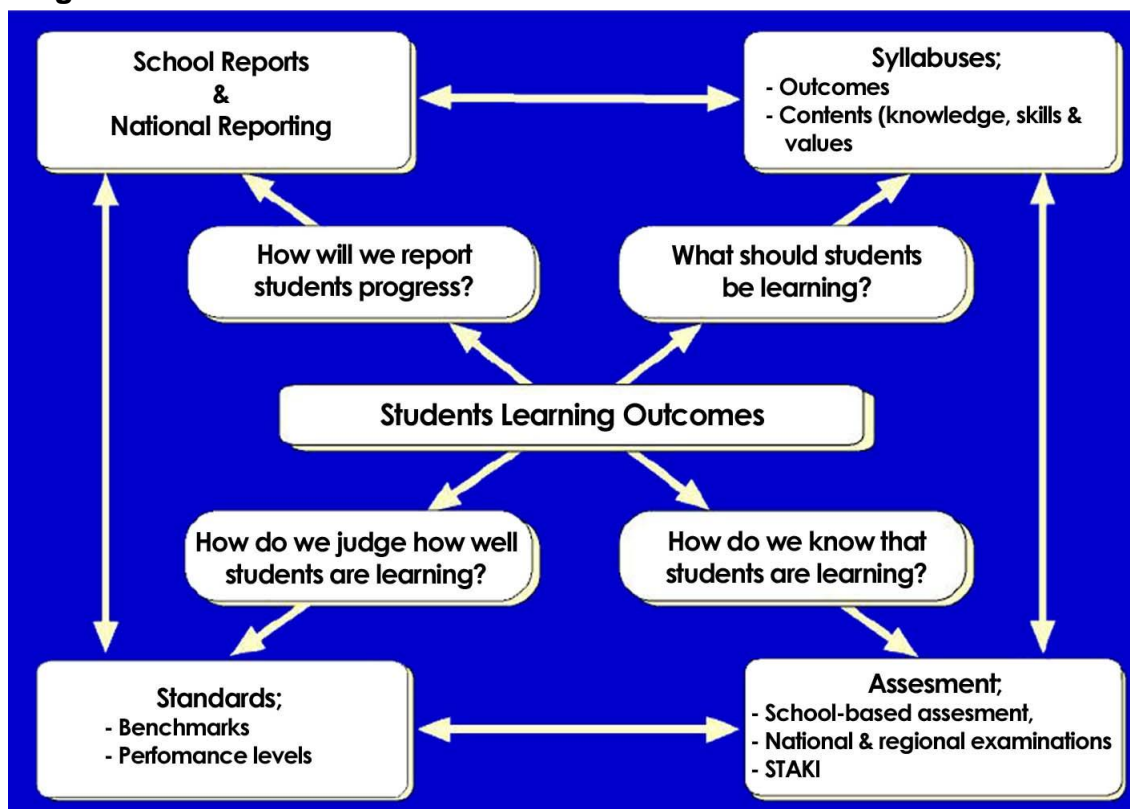 School Reports
&
National Reporting
Syllabuses;
- Outcomes
- Contents (knowledge, skills &
values
How will we report
students progress?
What should students
be learning?
Students Learning Outcomes
How do we judge how well
students are learning?
How do we know that
students are learning?
Standards;
- Benchmarks
- Perfomance levels
Assesment;
- School-based assesment,
- National & regional examinations
- STAKI